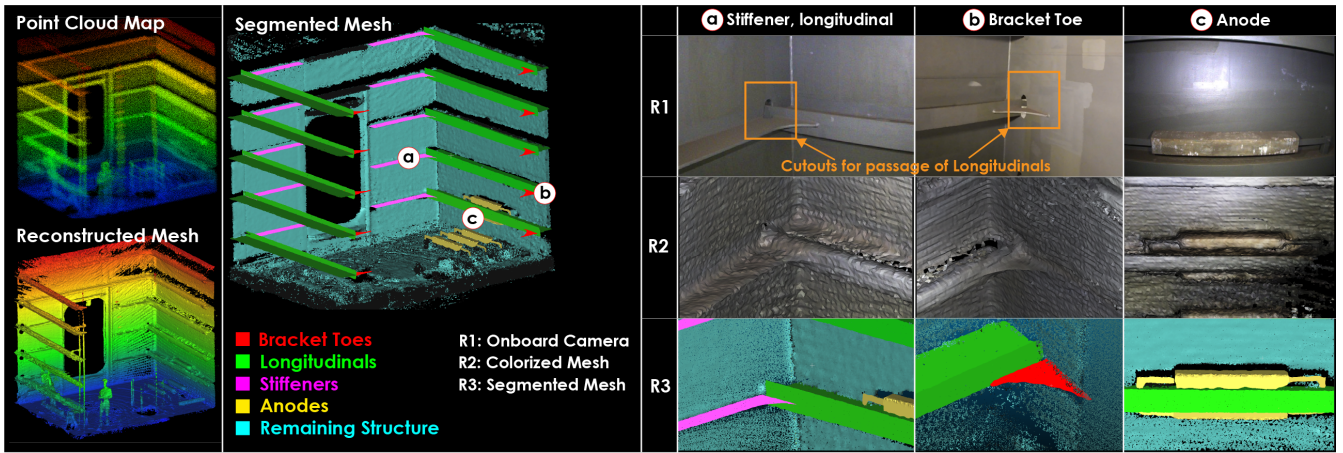 Point Cloud Map
Reconstructed Mesh
Segmented Mesh
a
b
c
Bracket Toes
Longitudinals
Stiffeners
Anodes
Remaining Structure
R1: Onboard Camera
R2: Colorized Mesh
R3: Segmented Mesh
a Stiffener, longitudinal
b Bracket Toe
c Anode
R1
Cutouts for passage of Longitudinals
R2
R3